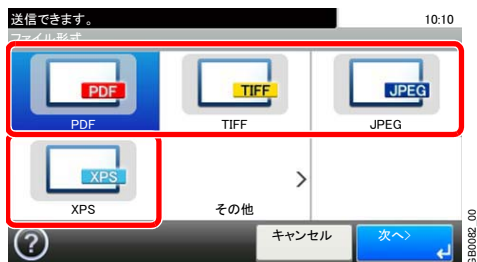 送信できます。 10:10
ファイル形式
PDF TIFF JPEG
PDF TIFF JPEG
XPS
XPS その他 >
? キャンセル 次へ>
GB0082_00